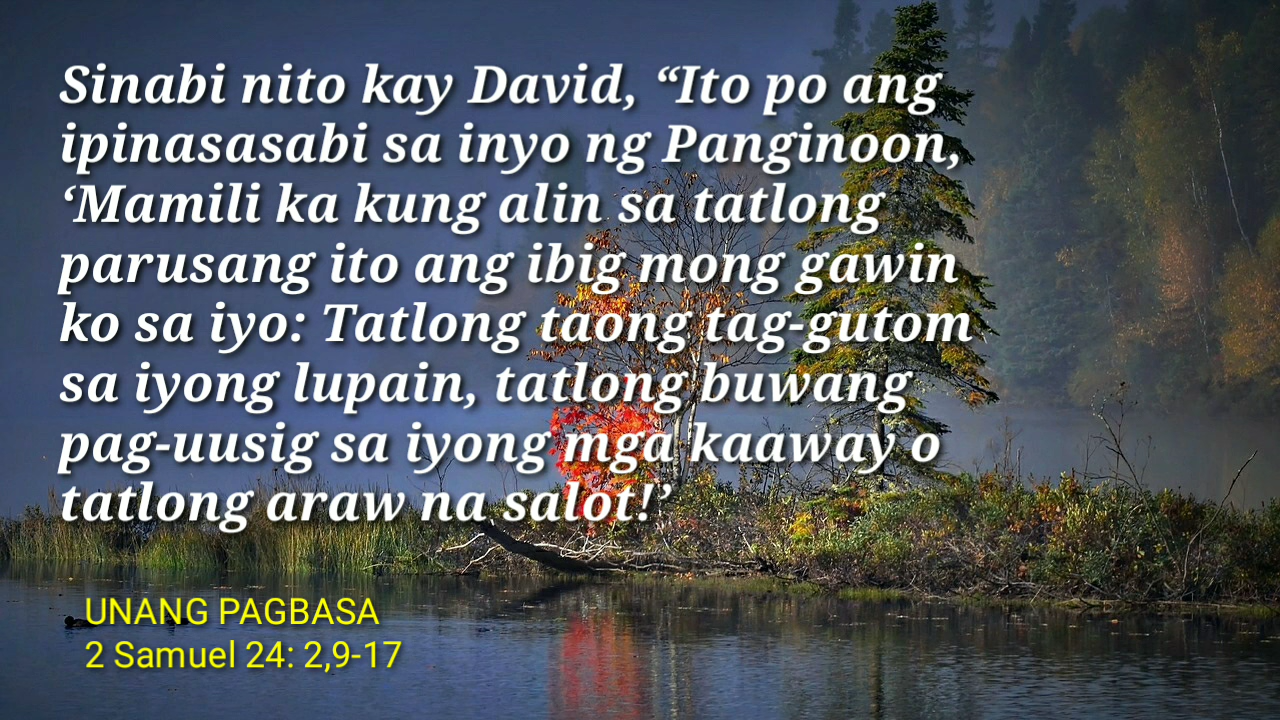 Sinabi nito kay David, “Ito po ang
ipinasasabi sa inyo ng Panginoon,
‘Mamili ka kung alin sa tatlong
parusang ito ang ibig mong gawin
ko sa iyo: Tatlong taong tag-gutom
sa iyong lupain, tatlong buwang
pag-uusig sa iyong mga kaaway o
tatlong araw na salot!’
UNANG PAGBASA
2 Samuel 24: 2,9-17